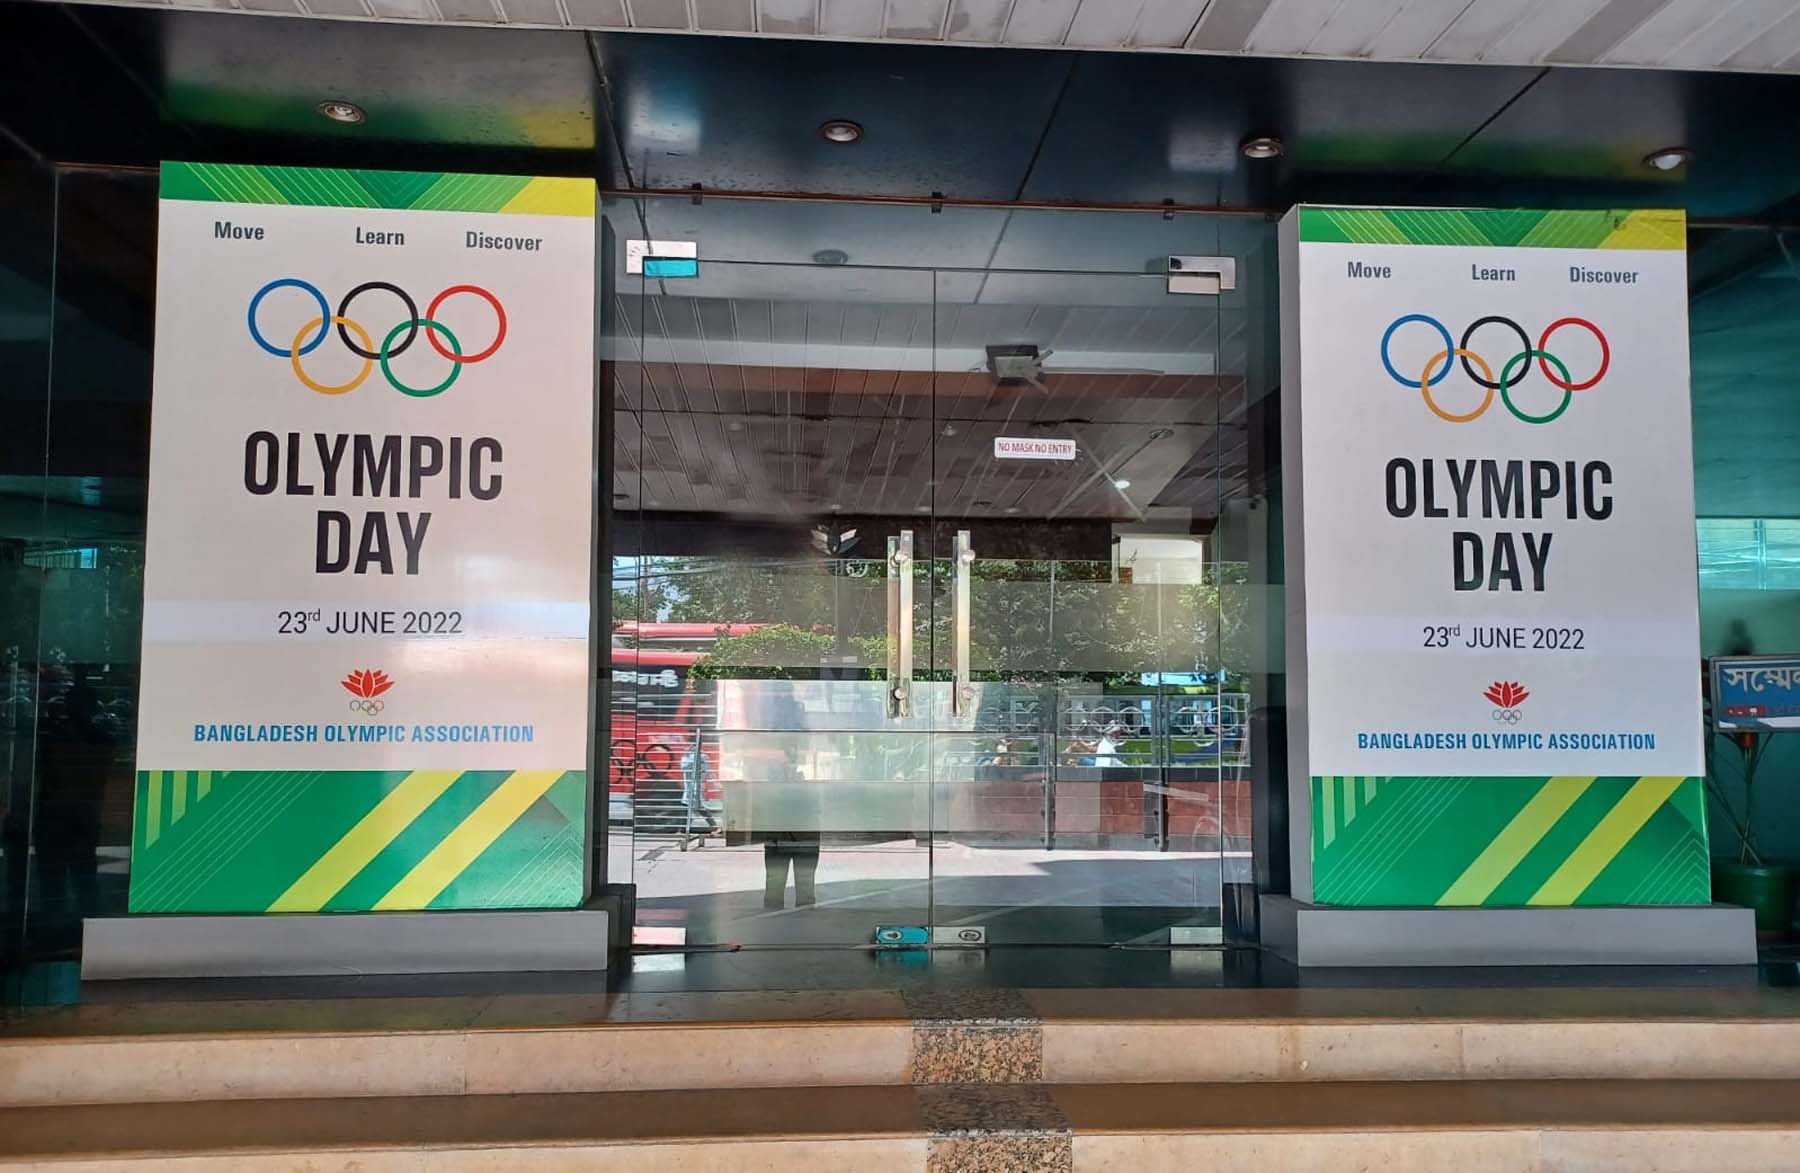 Move Learn Discover
OLYMPIC
DAY
23rd JUNE 2022
BANGLADESH OLYMPIC ASSOCIATION
NO MASK NO ENTRY
Move Learn Discover
OLYMPIC
DAY
23rd JUNE 2022
BANGLADESH OLYMPIC ASSOCIATION